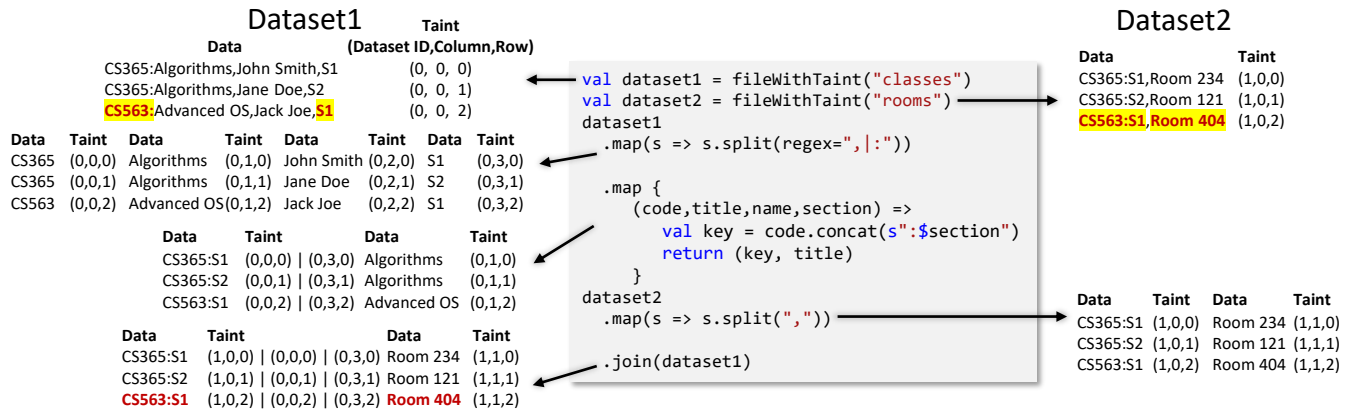 Dataset1
Taint
Data (Dataset ID,Column,Row)
CS365:Algorithms,John Smith,S1 (0, 0, 0)
CS365:Algorithms,Jane Doe,S2 (0, 0, 1)
CS563:Advanced OS,Jack Joe,S1 (0, 0, 2)
Data Taint Data Taint Data Taint Data Taint
CS365 (0,0,0) Algorithms (0,1,0) John Smith (0,2,0) S1 (0,3,0)
CS365 (0,0,1) Algorithms (0,1,1) Jane Doe (0,2,1) S2 (0,3,1)
CS563 (0,0,2) Advanced OS(0,1,2) Jack Joe (0,2,2) S1 (0,3,2)
Data Taint Data Taint
CS365:S1 (0,0,0) | (0,3,0) Algorithms (0,1,0)
CS365:S2 (0,0,1) | (0,3,1) Algorithms (0,1,1)
CS563:S1 (0,0,2) | (0,3,2) Advanced OS (0,1,2)
Data Taint Data Taint
CS365:S1 (1,0,0) | (0,0,0) | (0,3,0) Room 234 (1,1,0)
CS365:S2 (1,0,1) | (0,0,1) | (0,3,1) Room 121 (1,1,1)
CS563:S1 (1,0,2) | (0,0,2) | (0,3,2) Room 404 (1,1,2)
val dataset1 = fileWithTaint("classes")
val dataset2 = fileWithTaint("rooms")
dataset1
.map(s => s.split(regex=",|:"))
.map {
(code,title,name,section) =>
val key = code.concat(s":$section")
return (key, title)
}
dataset2
.map(s => s.split(","))
.join(dataset1)
Dataset2
Data Taint
CS365:S1,Room 234 (1,0,0)
CS365:S2,Room 121 (1,0,1)
CS563:S1,Room 404 (1,0,2)
Data Taint Data Taint
CS365:S1 (1,0,0) Room 234 (1,1,0)
CS365:S2 (1,0,1) Room 121 (1,1,1)
CS563:S1 (1,0,2) Room 404 (1,1,2)